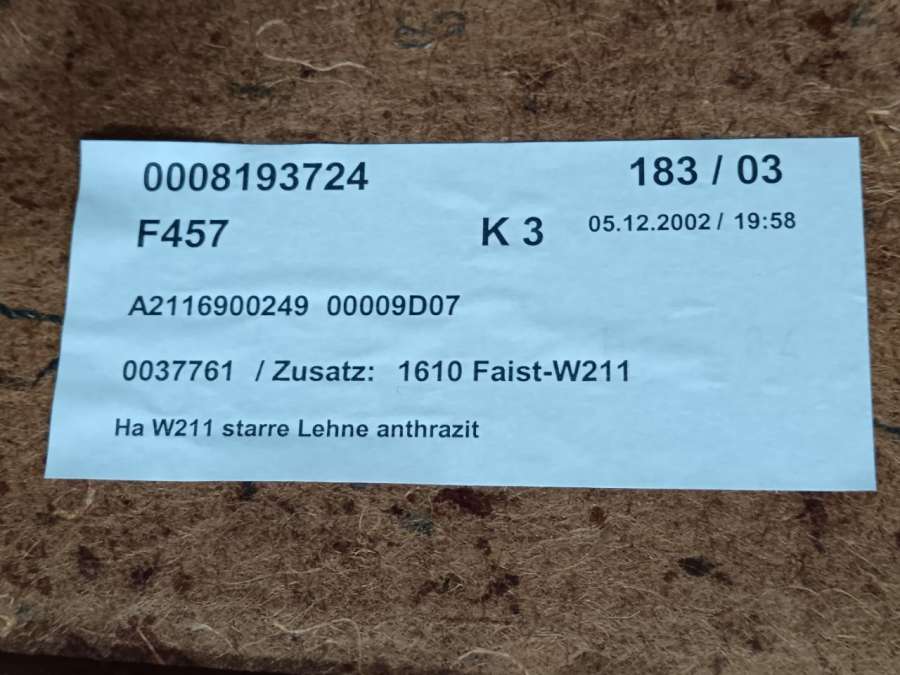 0008193724 183 / 03
F457 K 3 05.12.2002 / 19:58
A2116900249 00009D07
0037761 / Zusatz: 1610 Faist-W211
Ha W211 starre Lehne anthrazit